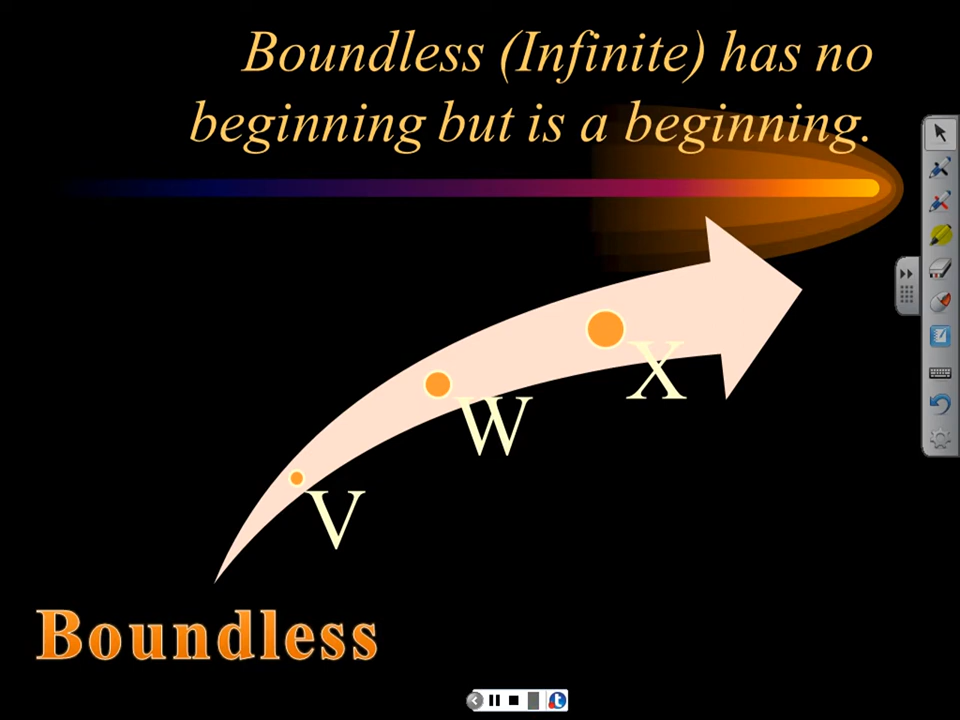 Boundless (Infinite) has no
beginning but is a beginning.
X
W
V
Boundless